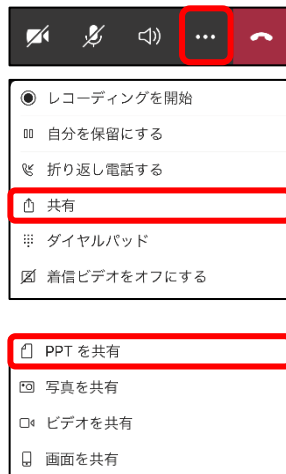 レコーディングを開始
自分を保留にする
折り返し電話する
共有
ダイヤルパッド
着信ビデオをオフにする
PPT を共有
写真を共有
ビデオを共有
画面を共有